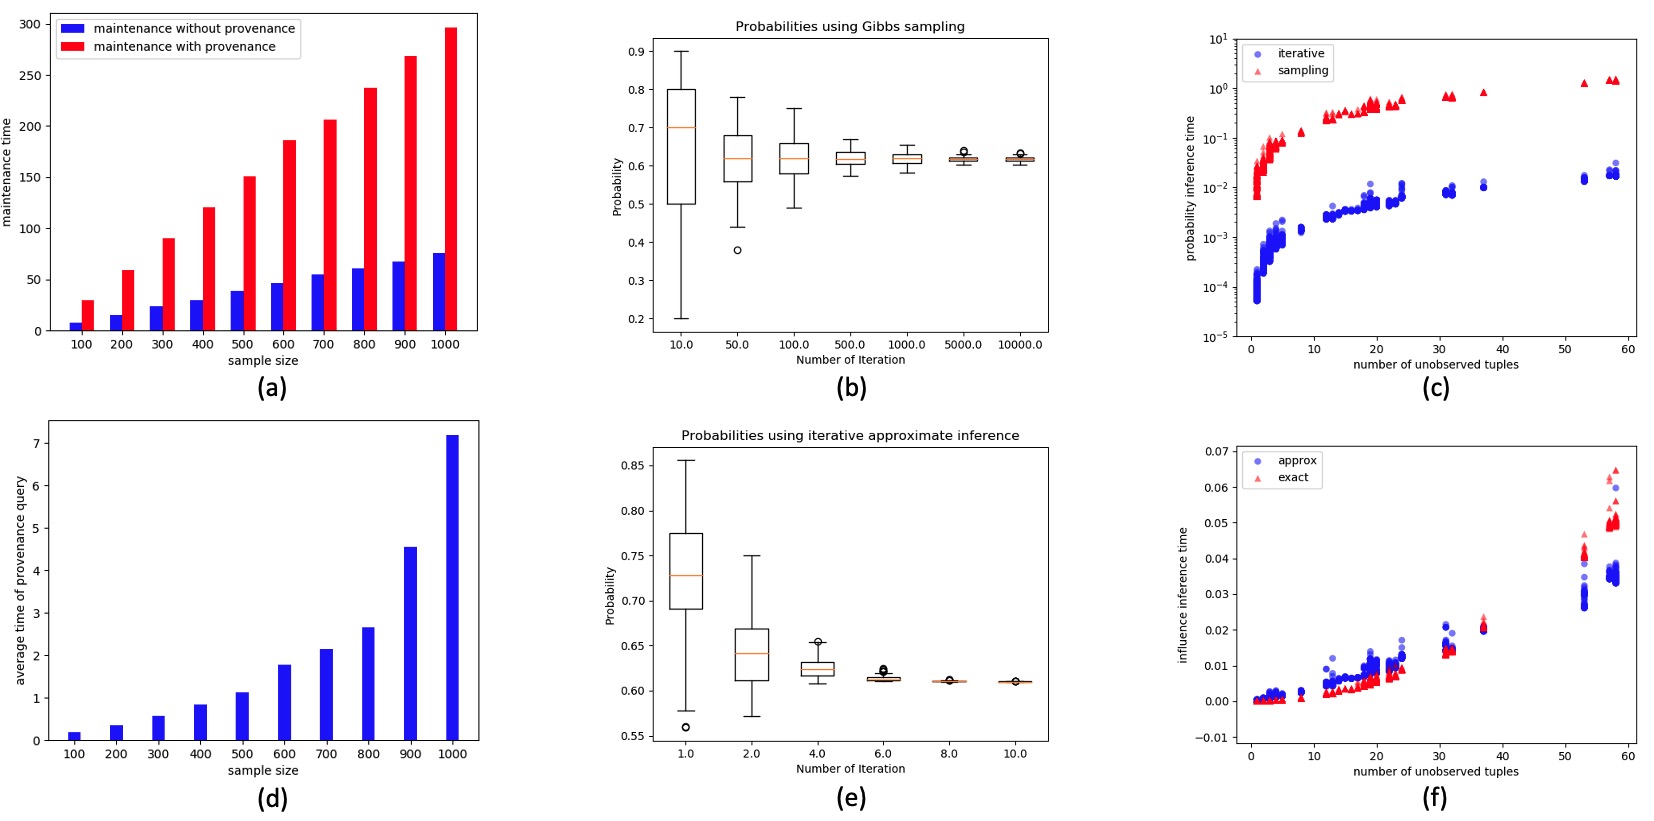 maintenance without provenance
maintenance with provenance
maintenance time
300
250
200
150
100
50
0
100 200 300 400 500 600 700 800 900 1000
sample size
(a)
Probabilities using Gibbs sampling
Probability
0.9
0.8
0.7
0.6
0.5
0.4
0.3
0.2
10.0 50.0 100.0 500.0 1000.0 5000.0 10000.0
Number of Iteration
(b)
iterative
sampling
probability inference time
10¹
10⁰
10⁻¹
10⁻²
10⁻³
10⁻⁴
10⁻⁵
0 10 20 30 40 50 60
number of unobserved tuples
(c)
average time of provenance query
7
6
5
4
3
2
1
0
100 200 300 400 500 600 700 800 900 1000
sample size
(d)
Probabilities using iterative approximate inference
Probability
0.85
0.80
0.75
0.70
0.65
0.60
0.55
1.0 2.0 4.0 6.0 8.0 10.0
Number of Iteration
(e)
approx
exact
influence inference time
0.07
0.06
0.05
0.04
0.03
0.02
0.01
0.00
−0.01
0 10 20 30 40 50 60
number of unobserved tuples
(f)